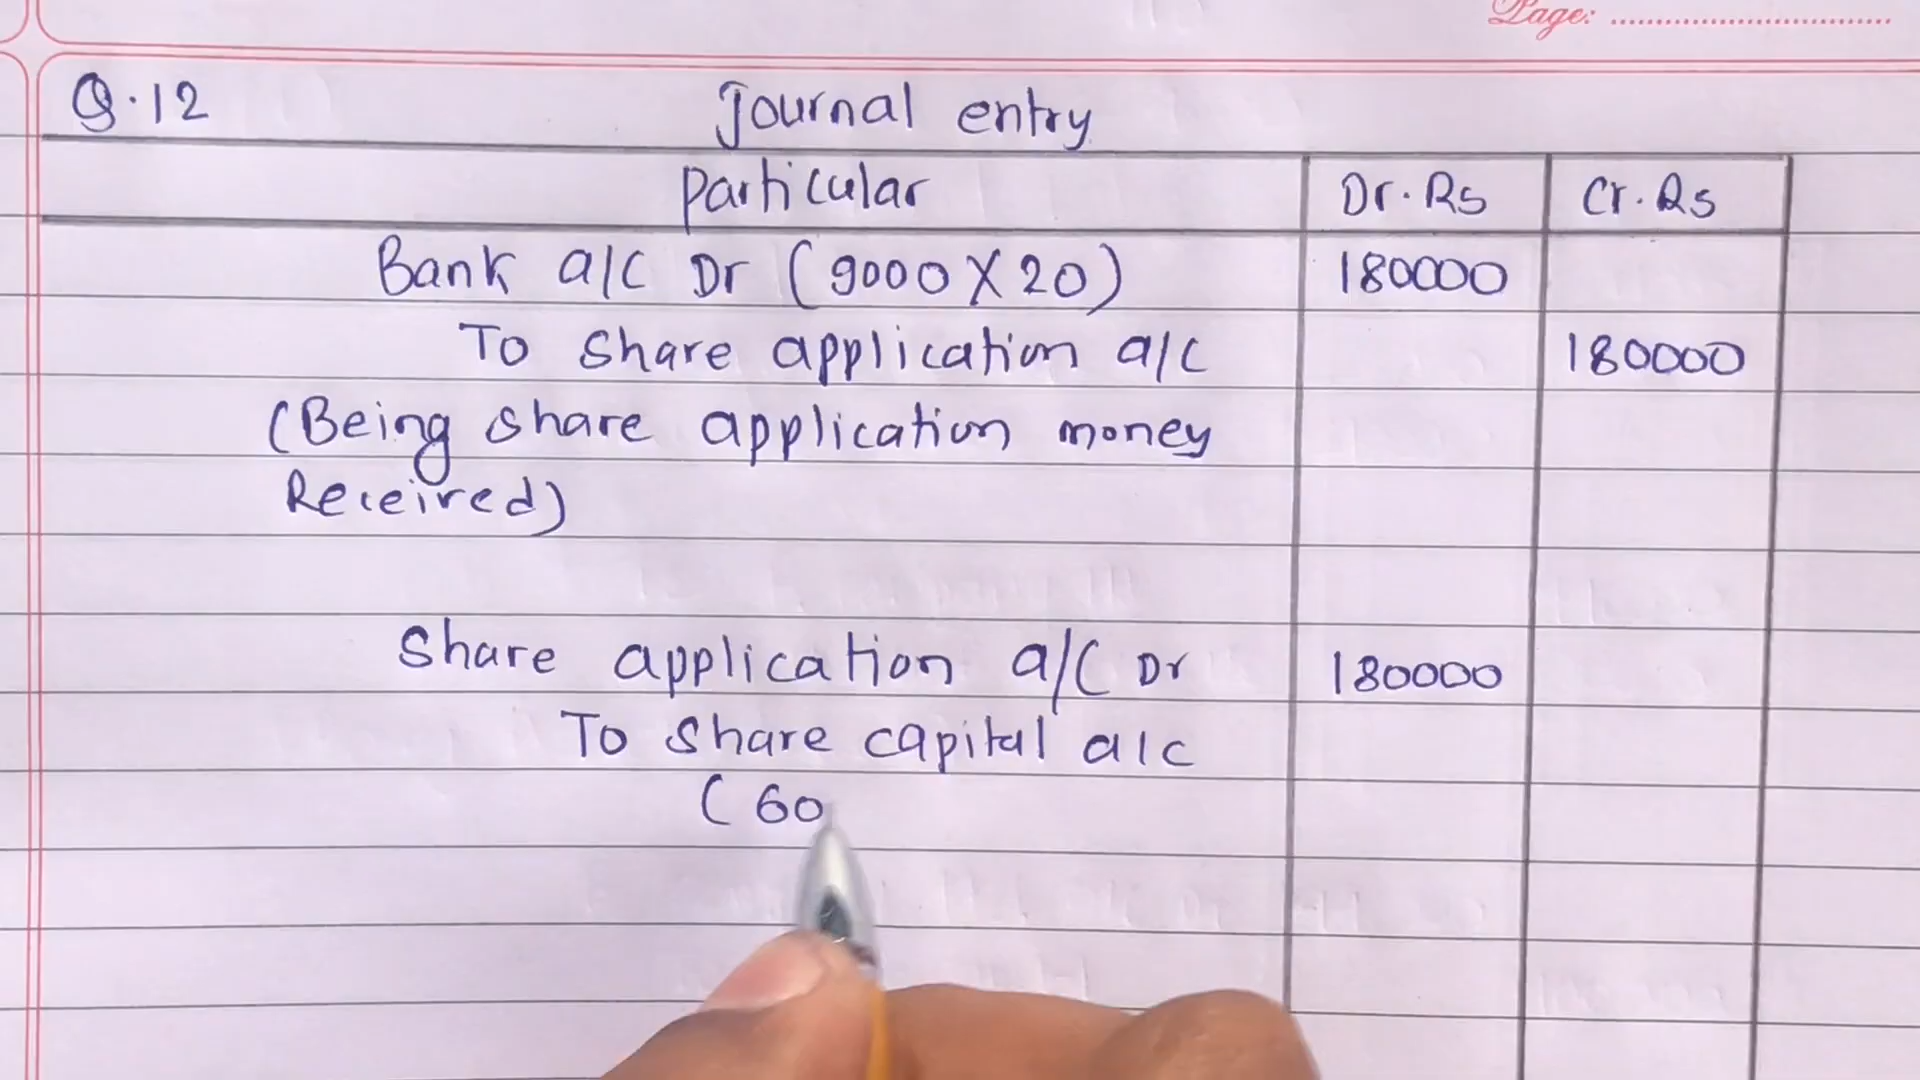 Page: ..............................
Q.12 Journal entry
Particular Dr. Rs Cr. Rs
Bank a/c Dr (9000 X 20) 180000
To share application a/c 180000
(Being share application money
Received)
Share application a/c Dr 180000
To share capital a/c
( 60